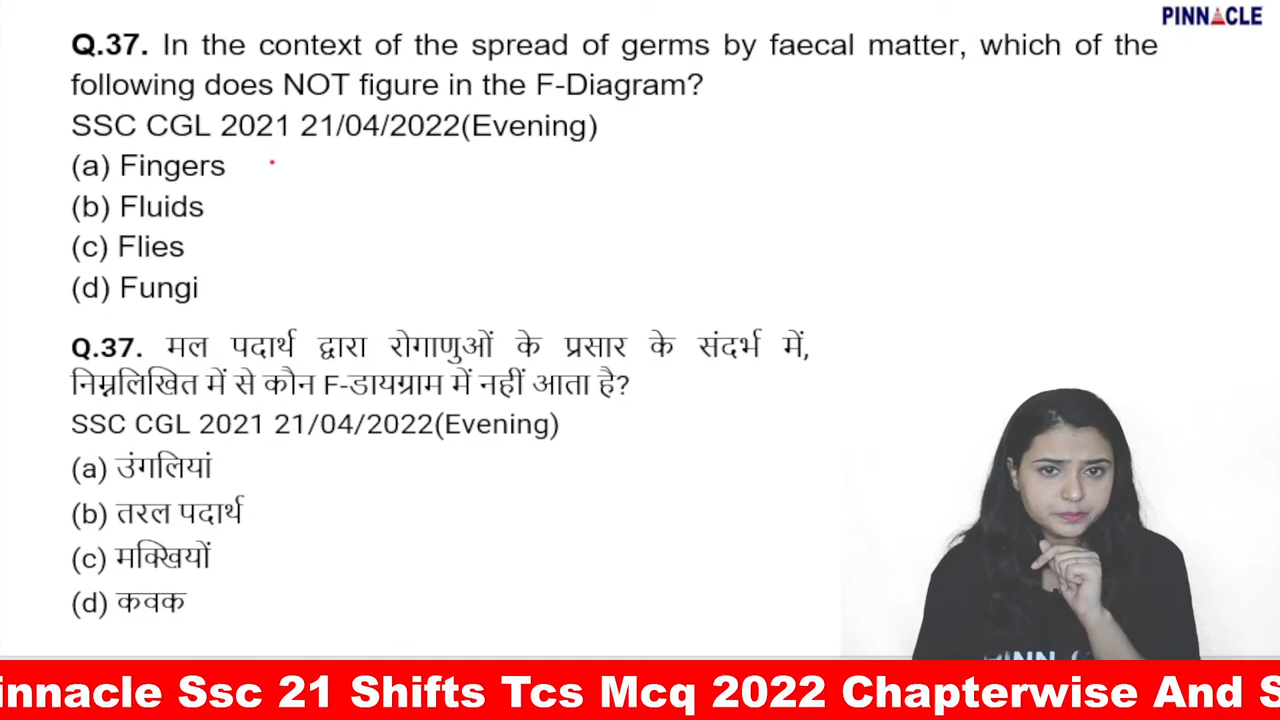 PINNACLE
Q.37. In the context of the spread of germs by faecal matter, which of the
following does NOT figure in the F-Diagram?
SSC CGL 2021 21/04/2022(Evening)
(a) Fingers
(b) Fluids
(c) Flies
(d) Fungi
Q.37. मल पदार्थ द्वारा रोगाणुओं के प्रसार के संदर्भ में,
निम्नलिखित में से कौन F-डायग्राम में नहीं आता है?
SSC CGL 2021 21/04/2022(Evening)
(a) उंगलियां
(b) तरल पदार्थ
(c) मक्खियों
(d) कवक
innacle Ssc 21 Shifts Tcs Mcq 2022 Chapterwise And S